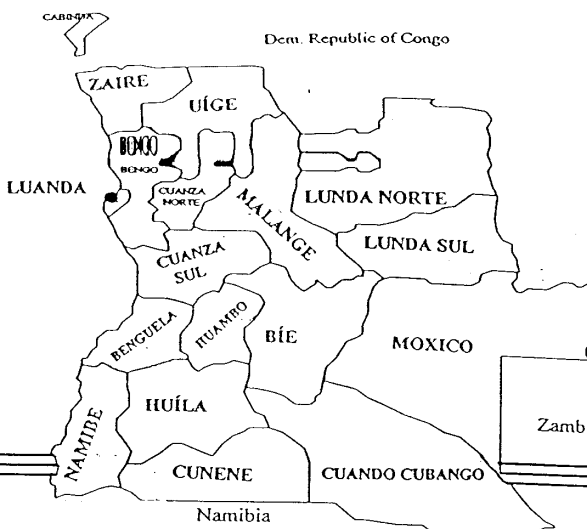 CABINDA
Dem. Republic of Congo
ZAIRE
UÍGE
BENGO
BENGO
LUANDA
CUANZA
NORTE
MALANGE
LUNDA NORTE
LUNDA SUL
CUANZA
SUL
BENGUELA
HUAMBO
BÍE
MOXICO
HUÍLA
NAMIBE
CUNENE
CUANDO CUBANGO
Zamb
Namibia